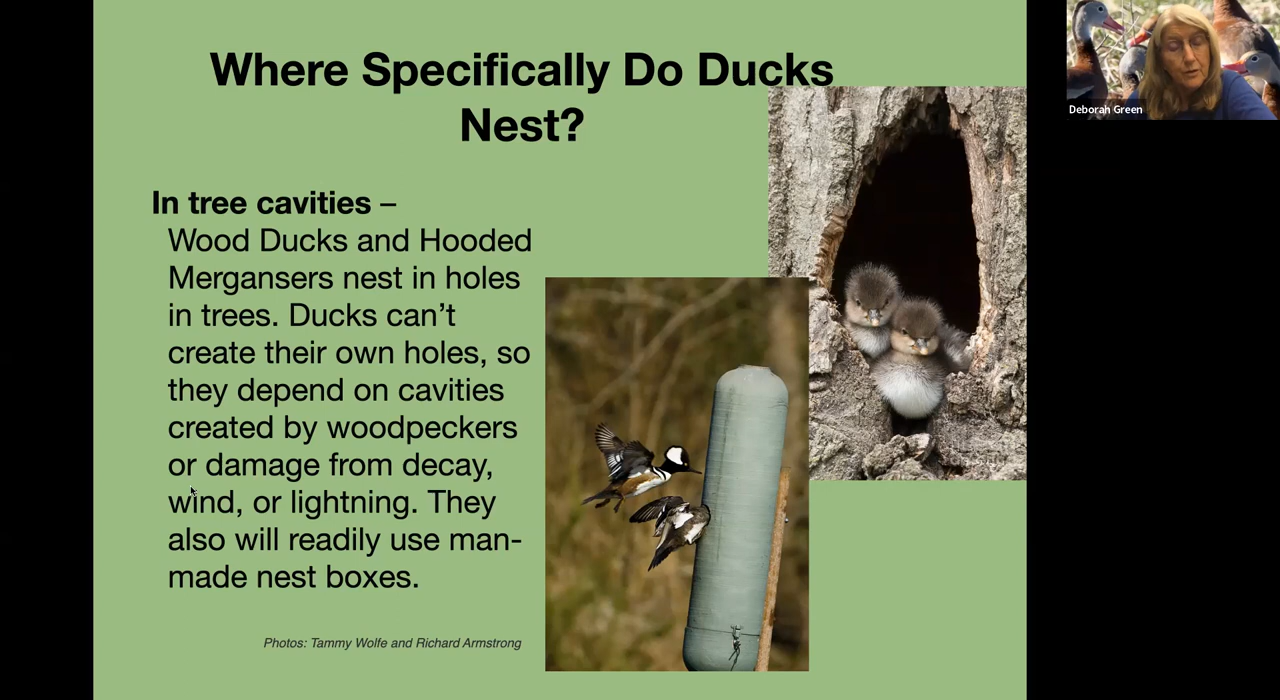 Where Specifically Do Ducks
Nest?
Deborah Green
In tree cavities –
Wood Ducks and Hooded
Mergansers nest in holes
in trees. Ducks can’t
create their own holes, so
they depend on cavities
created by woodpeckers
or damage from decay,
wind, or lightning. They
also will readily use man-
made nest boxes.
Photos: Tammy Wolfe and Richard Armstrong